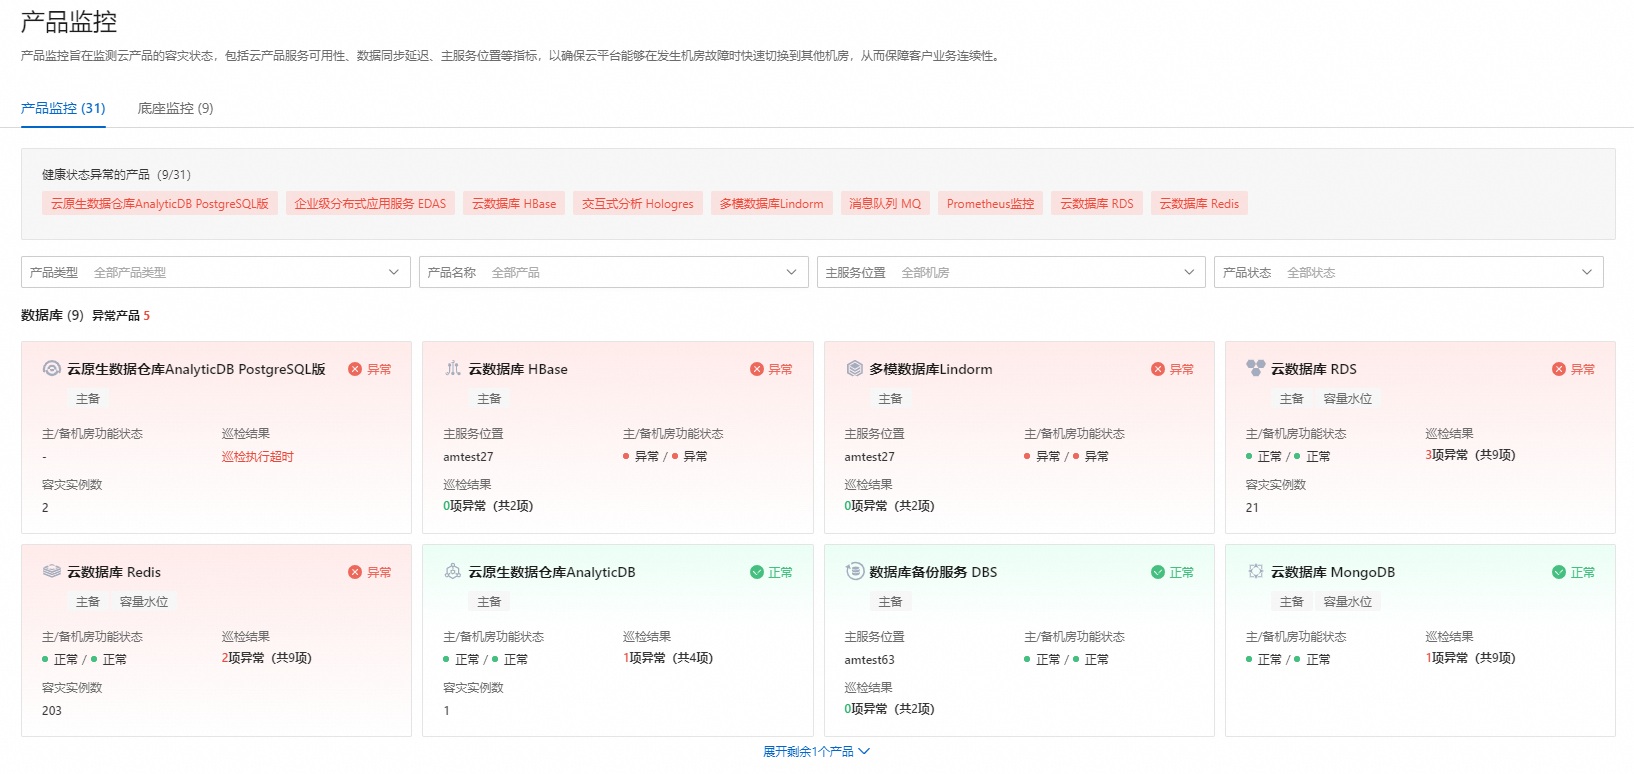 产品监控
产品监控旨在监测云产品的容灾状态，包括云产品服务可用性、数据同步延迟、主服务位置等指标，以确保云平台能够在发生机房故障时快速切换到其他机房，从而保障客户业务连续性。
产品监控 (31) 底座监控 (9)
健康状态异常的产品（9/31）
云原生数据仓库AnalyticDB PostgreSQL版 企业级分布式应用服务 EDAS 云数据库 HBase 交互式分析 Hologres 多模数据库Lindorm 消息队列 MQ Prometheus监控 云数据库 RDS 云数据库 Redis
产品类型 全部产品类型 产品名称 全部产品 主服务位置 全部机房 产品状态 全部状态
数据库 (9) 异常产品 5
云原生数据仓库AnalyticDB PostgreSQL版 异常
主备
主/备机房功能状态 巡检结果
- 巡检执行超时
容灾实例数
2
云数据库 HBase 异常
主备
主服务位置 主/备机房功能状态
amtest27 异常 / 异常
巡检结果
0项异常（共2项）
多模数据库Lindorm 异常
主备
主服务位置 主/备机房功能状态
amtest27 异常 / 异常
巡检结果
0项异常（共2项）
云数据库 RDS 异常
主备 容量水位
主/备机房功能状态 巡检结果
正常 / 正常 3项异常（共9项）
容灾实例数
21
云数据库 Redis 异常
主备 容量水位
主/备机房功能状态 巡检结果
正常 / 正常 2项异常（共9项）
容灾实例数
203
云原生数据仓库AnalyticDB 正常
主备
主/备机房功能状态 巡检结果
正常 / 正常 1项异常（共4项）
容灾实例数
1
数据库备份服务 DBS 正常
主备
主服务位置 主/备机房功能状态
amtest63 正常 / 正常
巡检结果
0项异常（共2项）
云数据库 MongoDB 正常
主备 容量水位
主/备机房功能状态 巡检结果
正常 / 正常 1项异常（共9项）
展开剩余1个产品